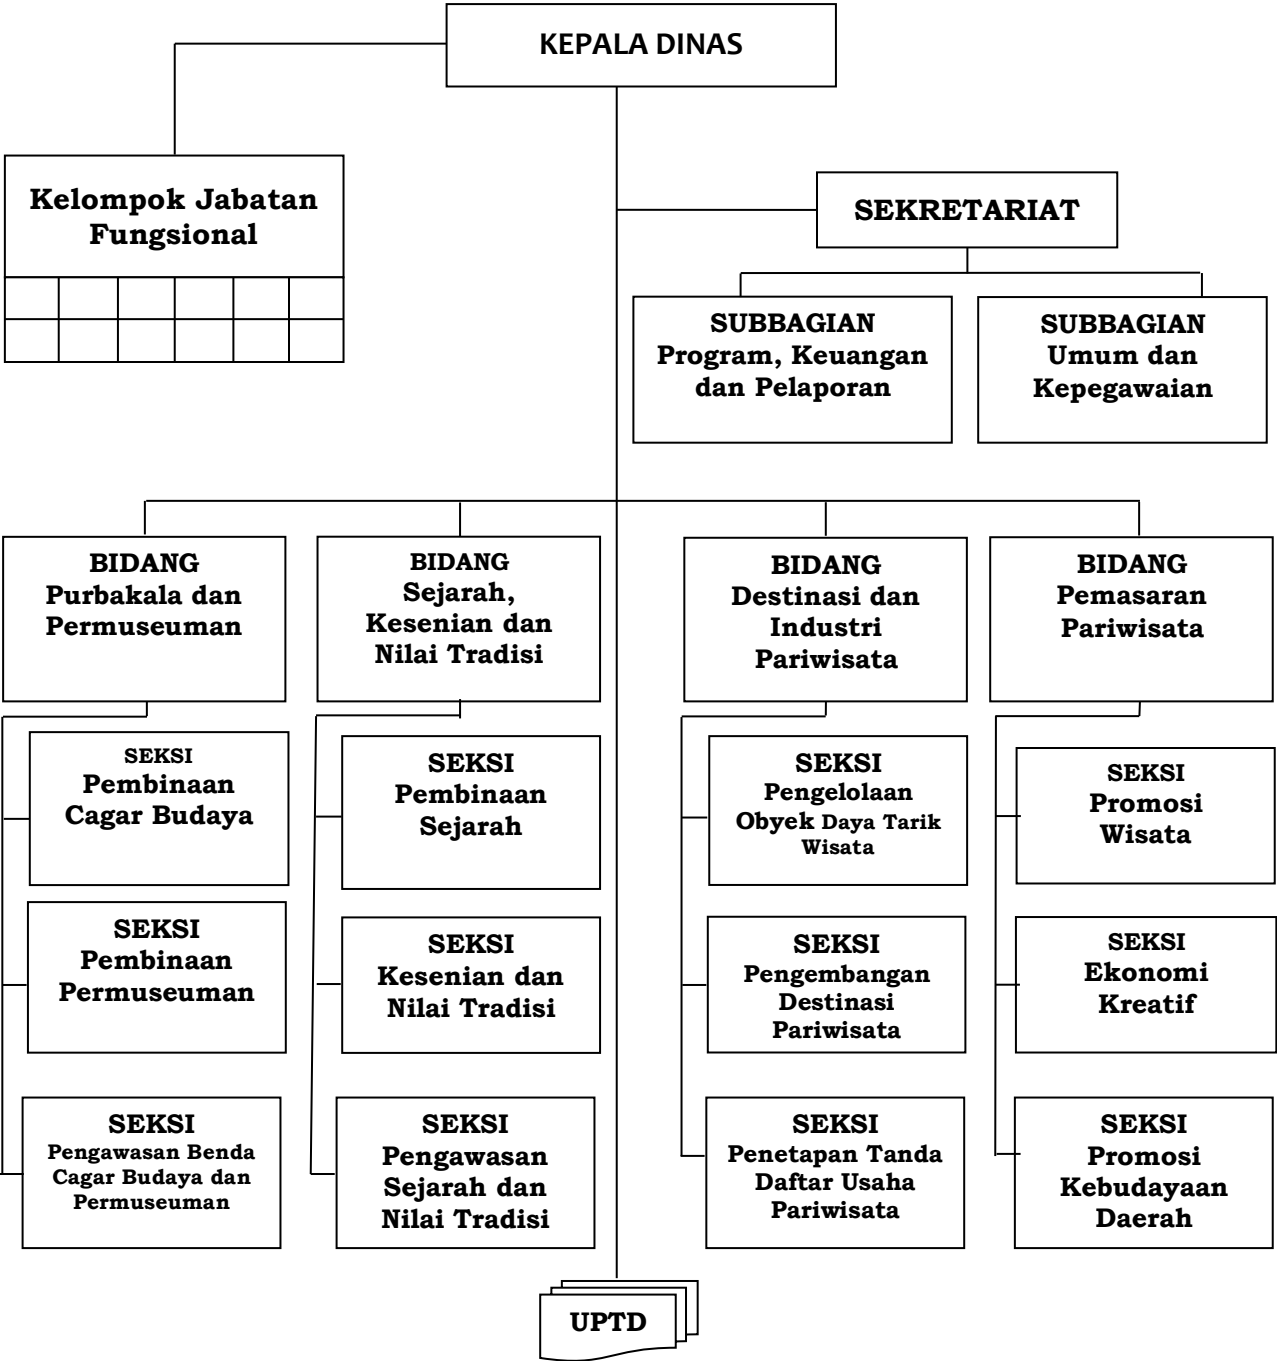 KEPALA DINAS
Kelompok Jabatan
Fungsional
SEKRETARIAT
SUBBAGIAN
Program, Keuangan
dan Pelaporan
SUBBAGIAN
Umum dan
Kepegawaian
BIDANG
Purbakala dan
Permuseuman
BIDANG
Sejarah,
Kesenian dan
Nilai Tradisi
BIDANG
Destinasi dan
Industri
Pariwisata
BIDANG
Pemasaran
Pariwisata
SEKSI
Pembinaan
Cagar Budaya
SEKSI
Pembinaan
Sejarah
SEKSI
Pengelolaan
Obyek Daya Tarik
Wisata
SEKSI
Promosi
Wisata
SEKSI
Pembinaan
Permuseuman
SEKSI
Kesenian dan
Nilai Tradisi
SEKSI
Pengembangan
Destinasi
Pariwisata
SEKSI
Ekonomi
Kreatif
SEKSI
Pengawasan Benda
Cagar Budaya dan
Permuseuman
SEKSI
Pengawasan
Sejarah dan
Nilai Tradisi
SEKSI
Penetapan Tanda
Daftar Usaha
Pariwisata
SEKSI
Promosi
Kebudayaan
Daerah
UPTD